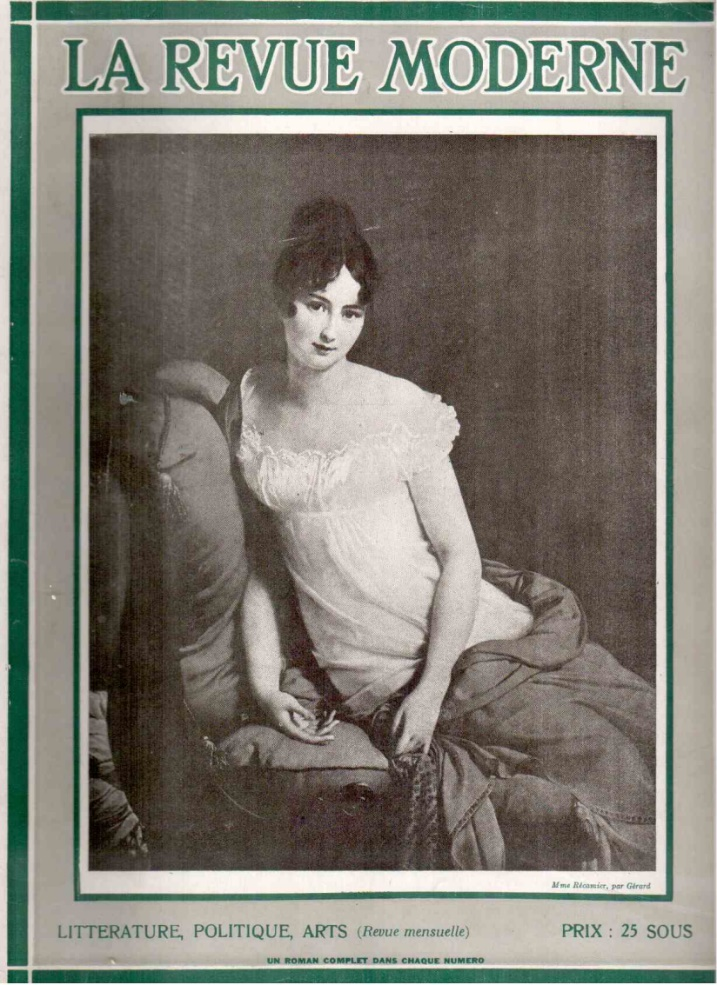 LA REVUE MODERNE
Mme Récamier, par Gérard
LITTERATURE, POLITIQUE, ARTS (Revue mensuelle) PRIX : 25 SOUS
UN ROMAN COMPLET DANS CHAQUE NUMERO